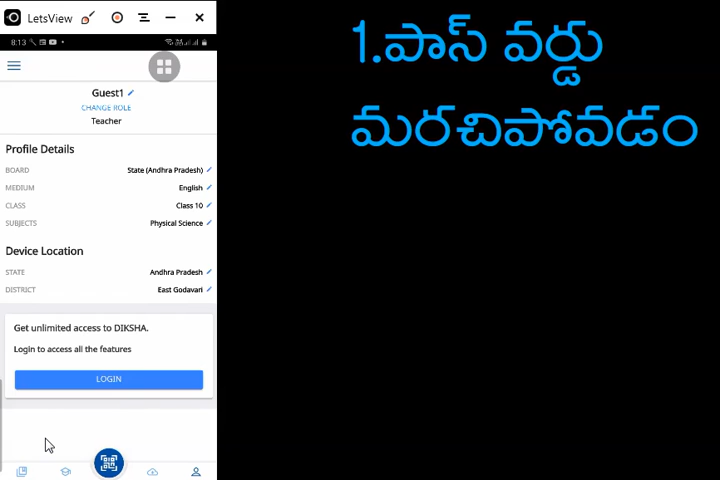 LetsView
8:13
Guest1
CHANGE ROLE
Teacher
Profile Details
BOARD State (Andhra Pradesh)
MEDIUM English
CLASS Class 10
SUBJECTS Physical Science
Device Location
STATE Andhra Pradesh
DISTRICT East Godavari
Get unlimited access to DIKSHA.
Login to access all the features
LOGIN
1.పాస్ వర్డు
మరచిపోవడం